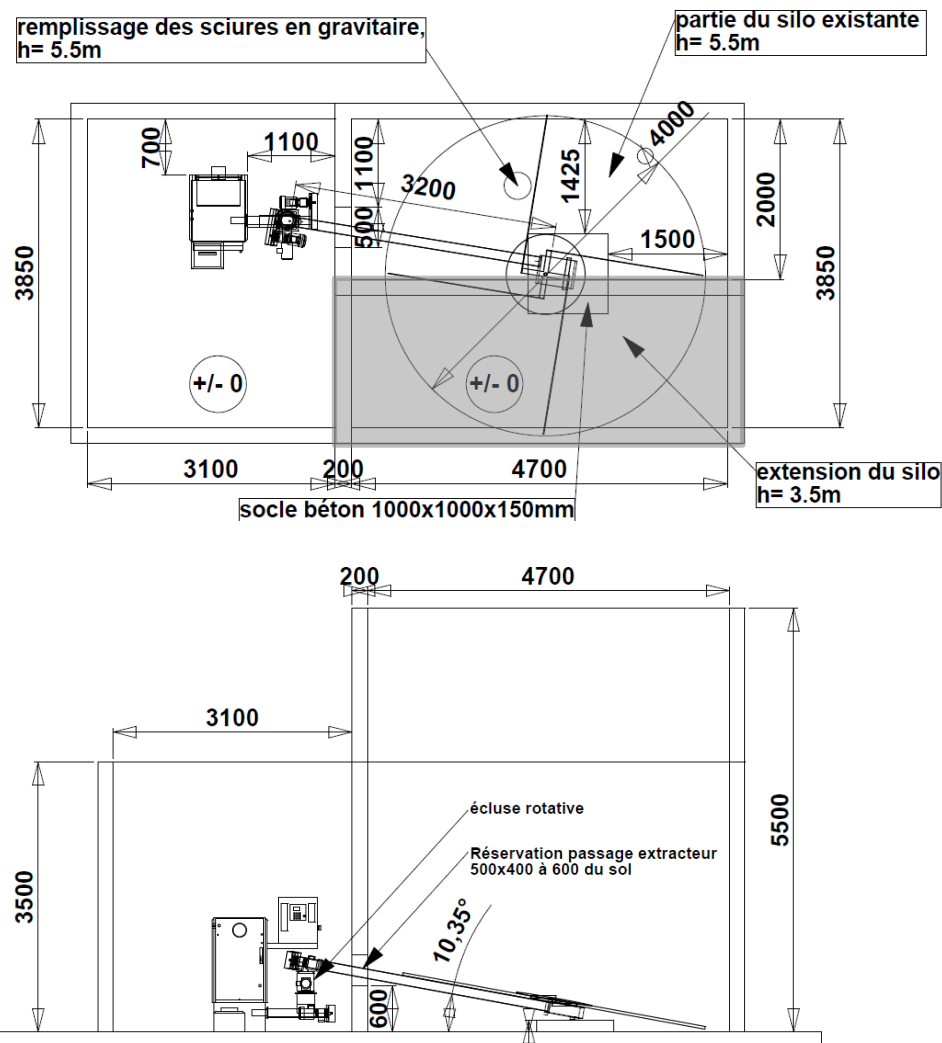 remplissage des sciures en gravitaire,
h= 5.5m
partie du silo existante
h= 5.5m
700
1100
1100
500
3200
1425
4000
2000
1500
3850
3850
+/- 0
+/- 0
3100
200
4700
extension du silo
h= 3.5m
socle béton 1000x1000x150mm
200
4700
3100
écluse rotative
Réservation passage extracteur
500x400 à 600 du sol
10,35°
3500
600
5500